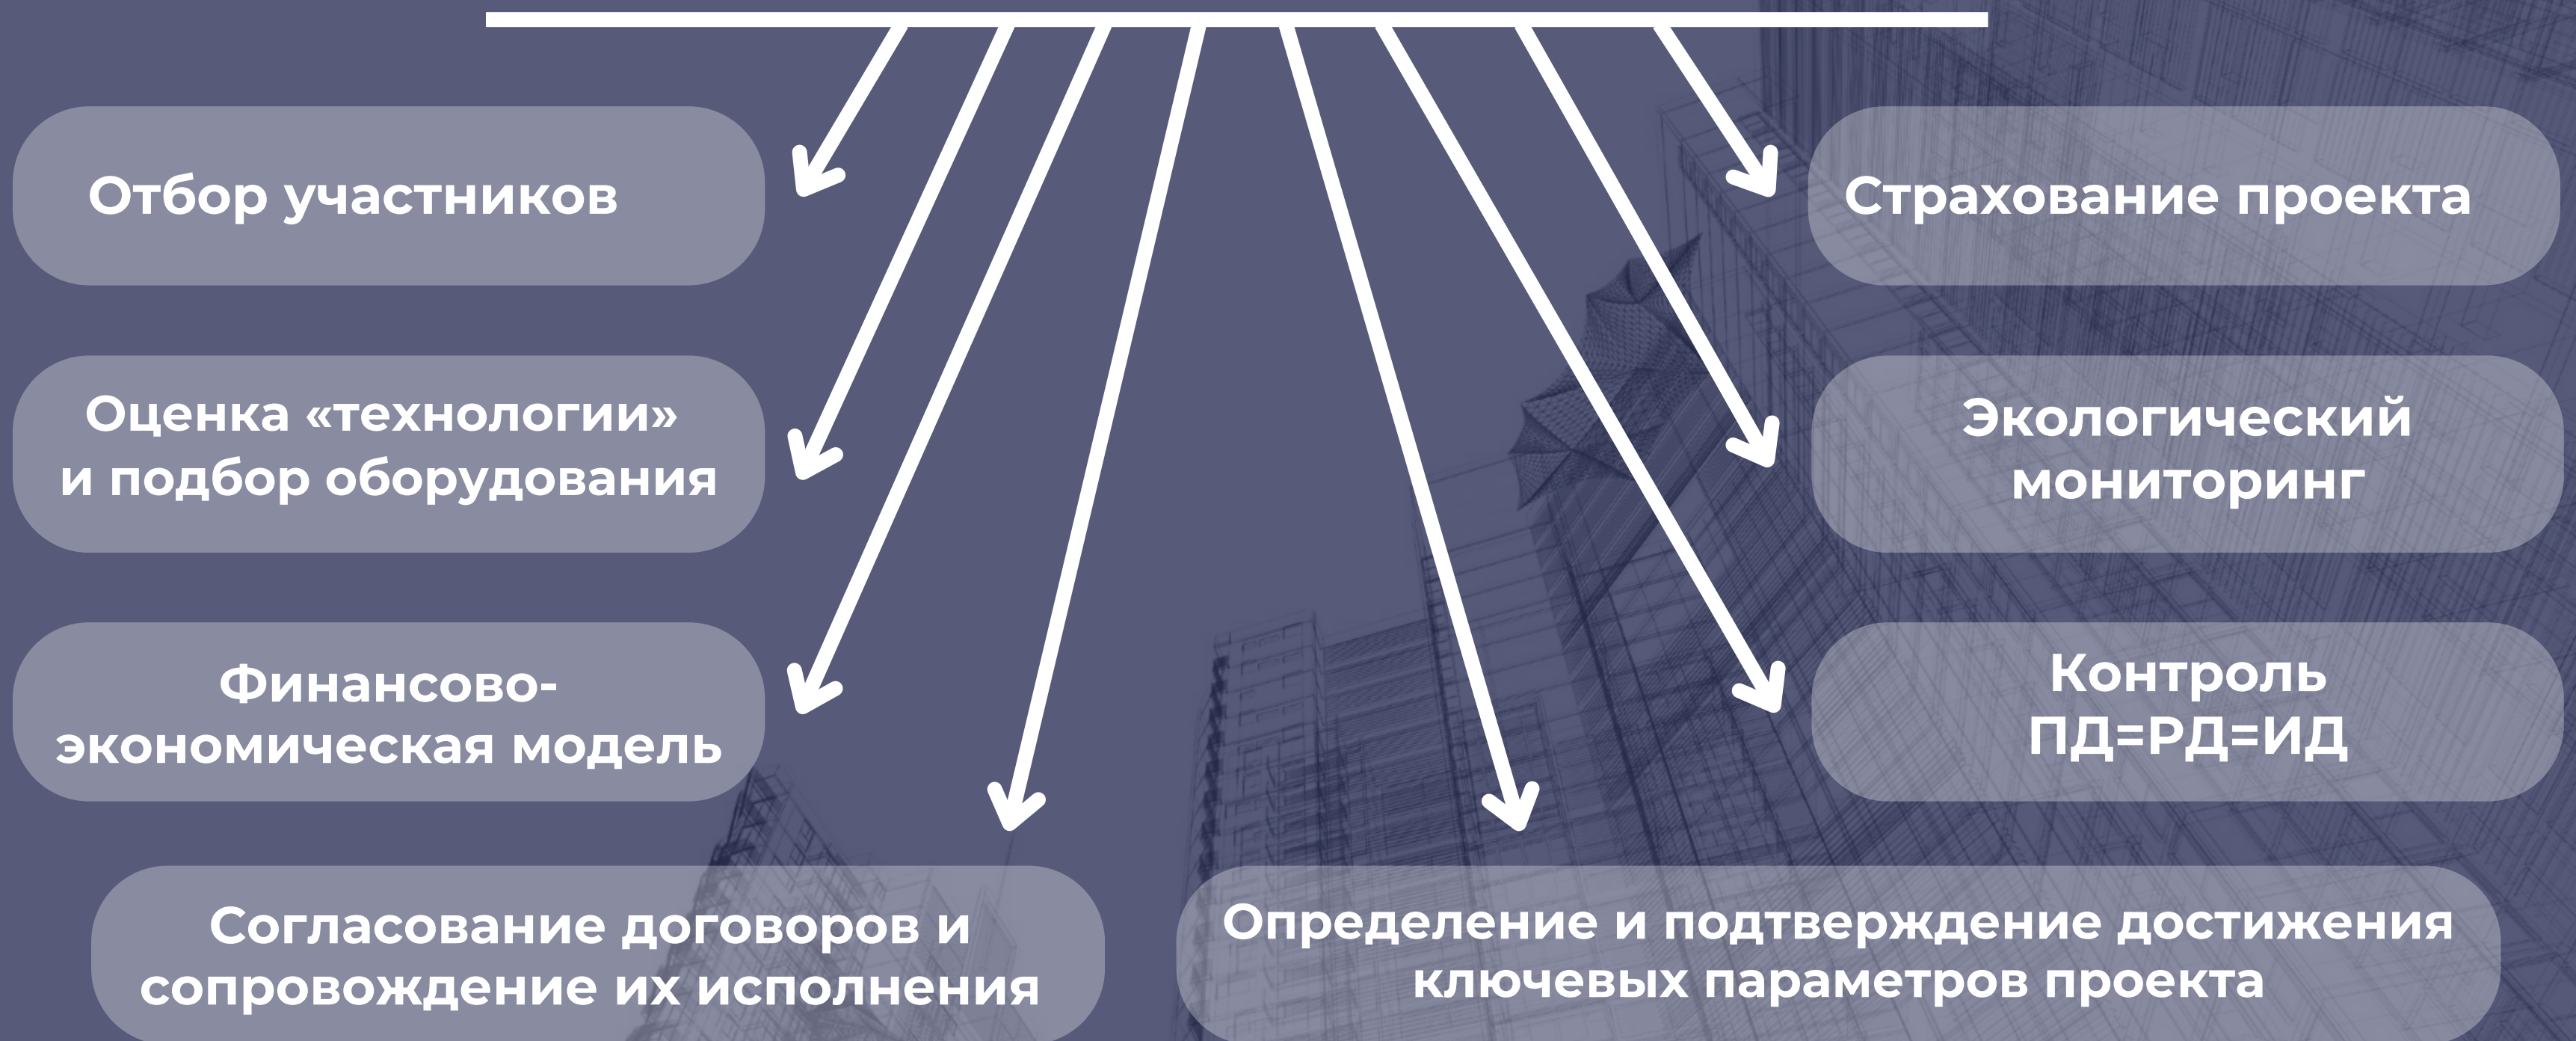 Отбор участников
Страхование проекта
Оценка «технологии»
и подбор оборудования
Экологический
мониторинг
Финансово-
экономическая модель
Контроль
ПД=РД=ИД
Согласование договоров и
сопровождение их исполнения
Определение и подтверждение достижения
ключевых параметров проекта